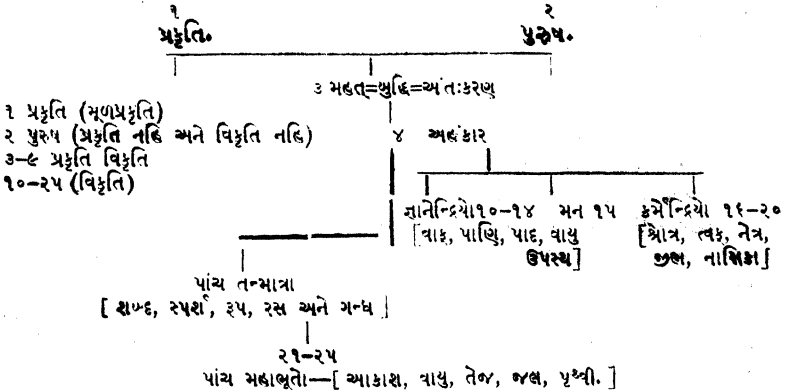 ૧ ૨
પ્રકૃતિ. પુરુષ.
૩ મહત્=બુદ્ધિ=અંતઃકરણ
૧ પ્રકૃતિ (મૂળપ્રકૃતિ)
૨ પુરુષ (પ્રકૃતિ નહિ અને વિકૃતિ નહિ)
૩-૯ પ્રકૃતિ વિકૃતિ
૧૦-૨૫ (વિકૃતિ)
૪ અહંકાર
જ્ઞાનેન્દ્રિયો ૧૦-૧૪ મન ૧૫ કર્મેન્દ્રિયો ૧૬-૨૦
[વાક્, પાણિ, પાદ, વાયુ [શ્રોત્ર, ત્વક્, નેત્ર,
ઉપસ્થ] જીભ, નાસિકા]
પાંચ તન્માત્રા
[ શબ્દ, સ્પર્શ, રૂપ, રસ અને ગન્ધ ]
૨૧-૨૫
પાંચ મહાભૂતો—[ આકાશ, વાયુ, તેજ, જલ, પૃથ્વી. ]